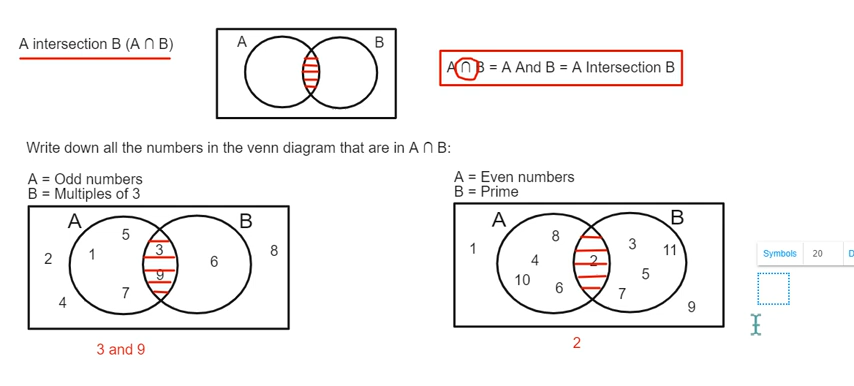 A intersection B (A ∩ B)
A B
A ∩ B = A And B = A Intersection B
Write down all the numbers in the venn diagram that are in A ∩ B:
A = Odd numbers
B = Multiples of 3
A B
5
3
8
2
1
6
9
7
4
3 and 9
A = Even numbers
B = Prime
A B
8
3
11
1
4
2
5
10
6
7
9
2
Symbols 20 D